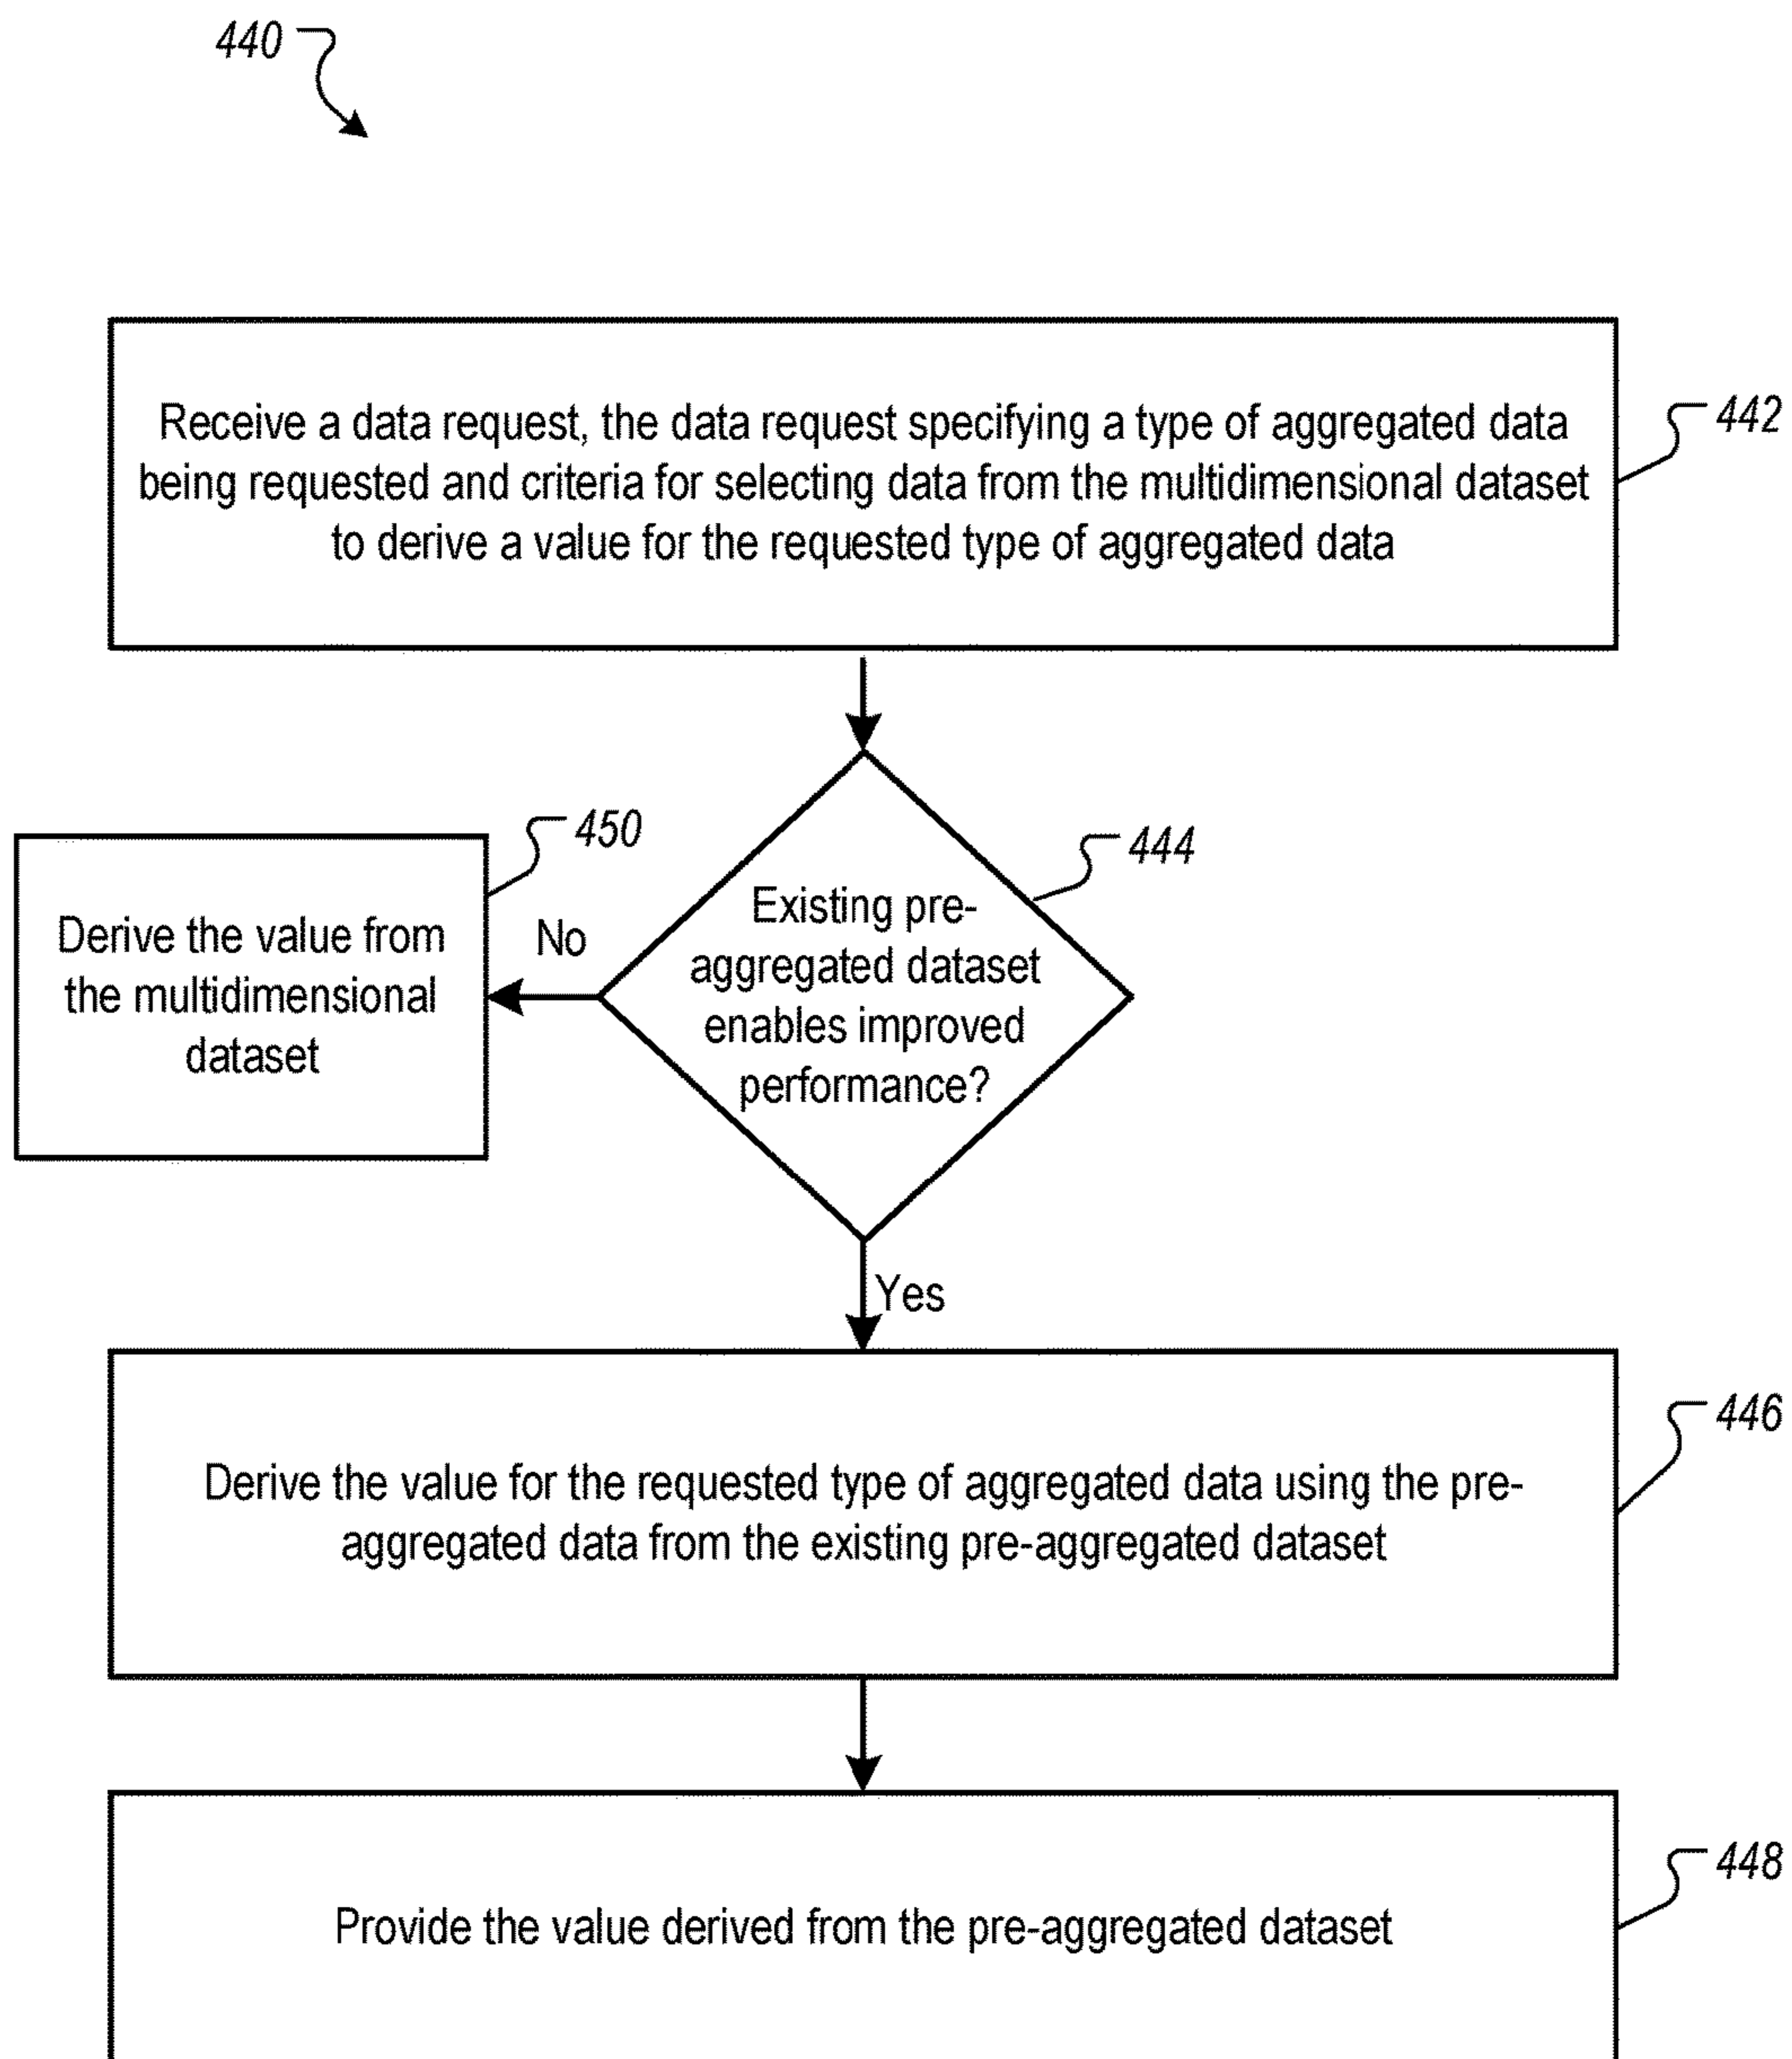 440
Receive a data request, the data request specifying a type of aggregated data
being requested and criteria for selecting data from the multidimensional dataset
to derive a value for the requested type of aggregated data
442
450
Derive the value from
the multidimensional
dataset
No
444
Existing pre-
aggregated dataset
enables improved
performance?
Yes
Derive the value for the requested type of aggregated data using the pre-
aggregated data from the existing pre-aggregated dataset
446
Provide the value derived from the pre-aggregated dataset
448